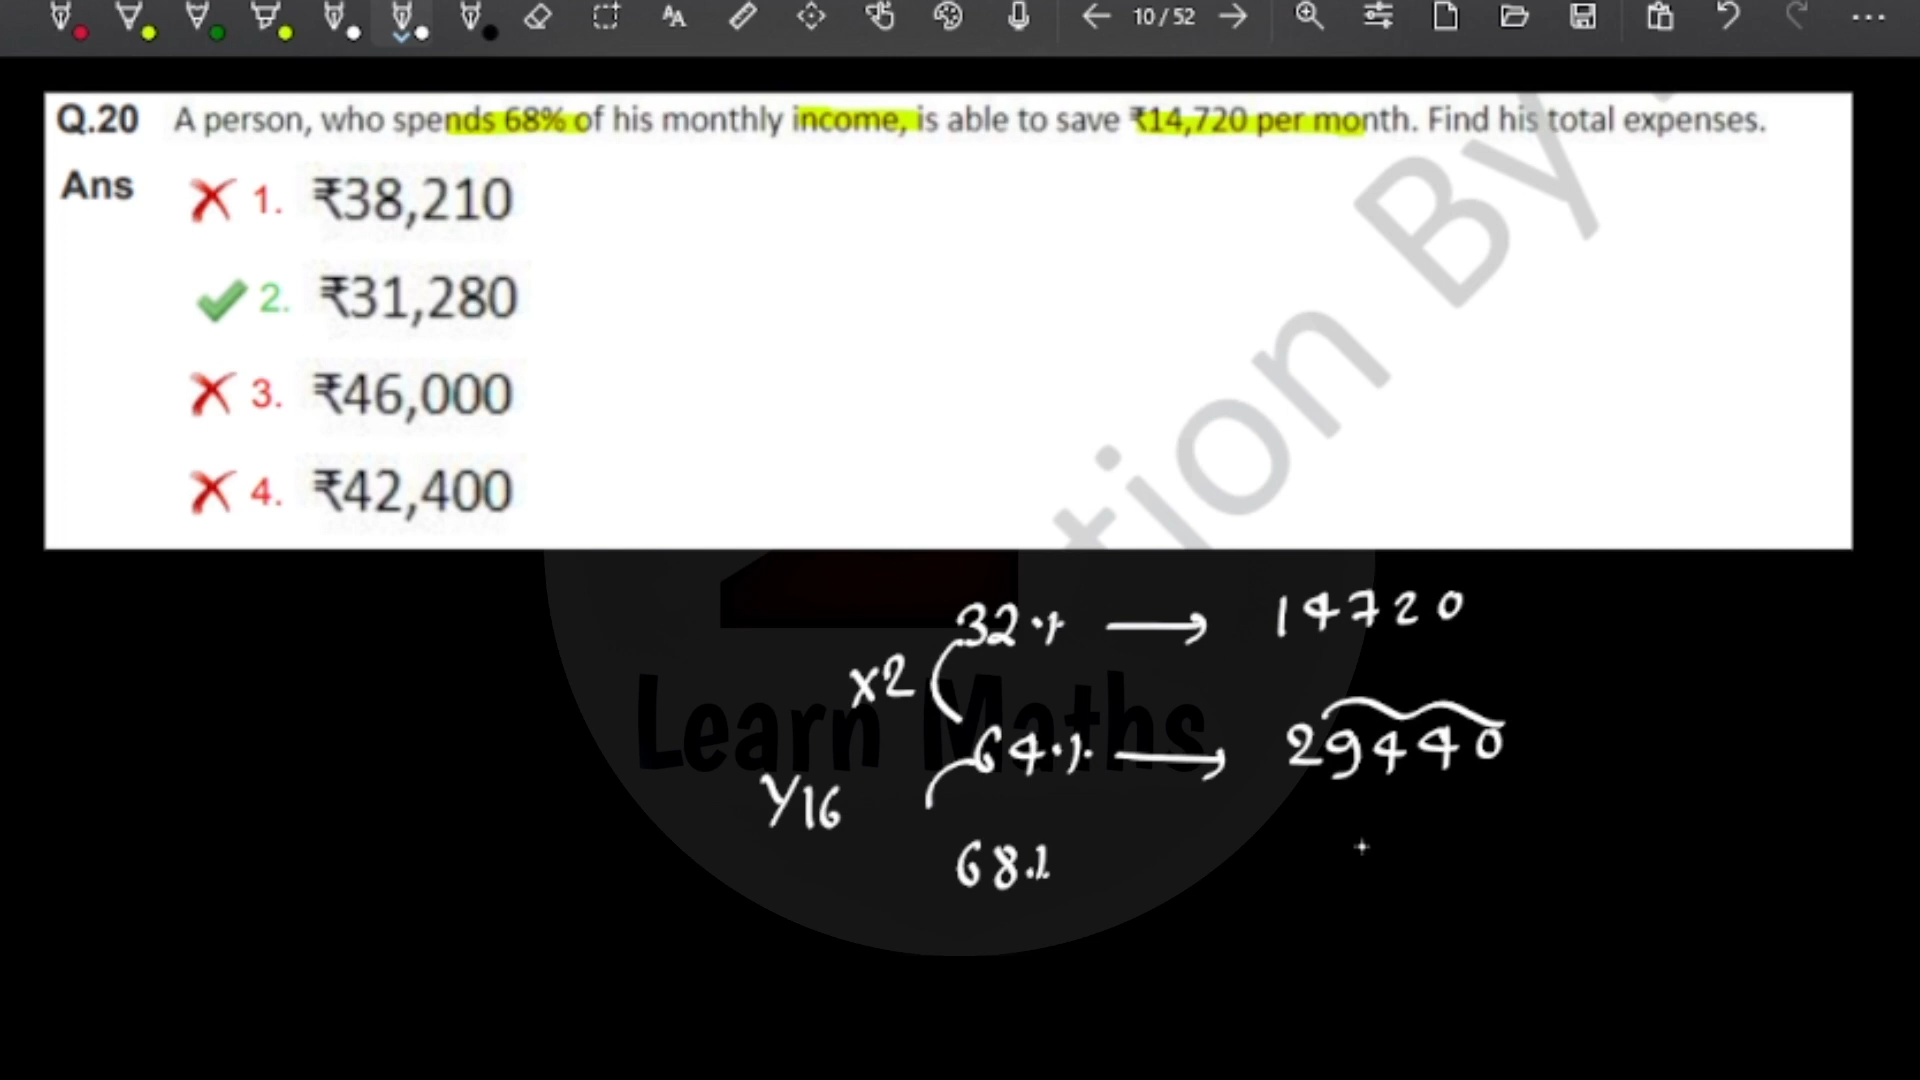 10 / 52
Q.20 A person, who spends 68% of his monthly income, is able to save ₹14,720 per month. Find his total expenses.
Ans
1. ₹38,210
2. ₹31,280
3. ₹46,000
4. ₹42,400
tion By
32% → 14720
x2
Learn Maths
64% → 29440
1/16
68%